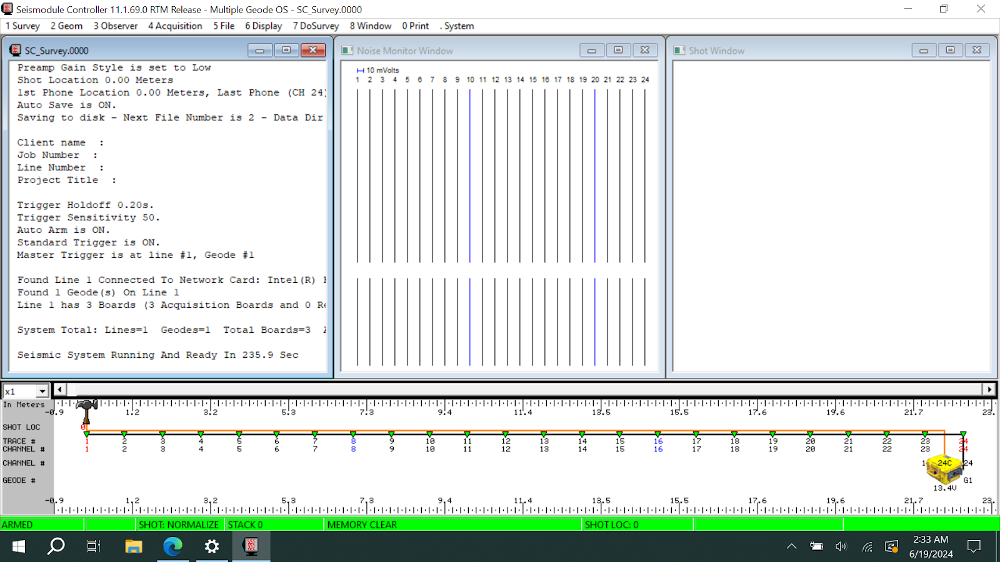 Seismodule Controller 11.1.69.0 RTM Release - Multiple Geode OS - SC_Survey.0000
1 Survey 2 Geom 3 Observer 4 Acquisition 5 File 6 Display 7 DoSurvey 8 Window 0 Print . System
SC_Survey.0000
Preamp Gain Style is set to Low
Shot Location 0.00 Meters
1st Phone Location 0.00 Meters, Last Phone (CH 24)
Auto Save is ON.
Saving to disk - Next File Number is 2 - Data Dir
Client name :
Job Number :
Line Number :
Project Title :
Trigger Holdoff 0.20s.
Trigger Sensitivity 50.
Auto Arm is ON.
Standard Trigger is ON.
Master Trigger is at line #1, Geode #1
Found Line 1 Connected To Network Card: Intel(R)
Found 1 Geode(s) On Line 1
Line 1 has 3 Boards (3 Acquisition Boards and 0 Re
System Total: Lines=1 Geodes=1 Total Boards=3
Seismic System Running And Ready In 235.9 Sec
Noise Monitor Window
10 mVolts
1 2 3 4 5 6 7 8 9 10 11 12 13 14 15 16 17 18 19 20 21 22 23 24
Shot Window
x1
In Meters
-0.9 1.2 3.2 5.3 7.3 9.4 11.4 13.5 15.5 17.6 19.6 21.7 23.
SHOT LOC 0
TRACE # 1 2 3 4 5 6 7 8 9 10 11 12 13 14 15 16 17 18 19 20 21 22 23 24
CHANNEL # 1 2 3 4 5 6 7 8 9 10 11 12 13 14 15 16 17 18 19 20 21 22 23 24
CHANNEL # 1 24C 24
GEODE # G1
13.4V
-0.9 1.2 3.2 5.3 7.3 9.4 11.4 13.5 15.5 17.6 19.6 21.7 23.
ARMED SHOT: NORMALIZE STACK 0 MEMORY CLEAR SHOT LOC: 0
2:33 AM
6/19/2024